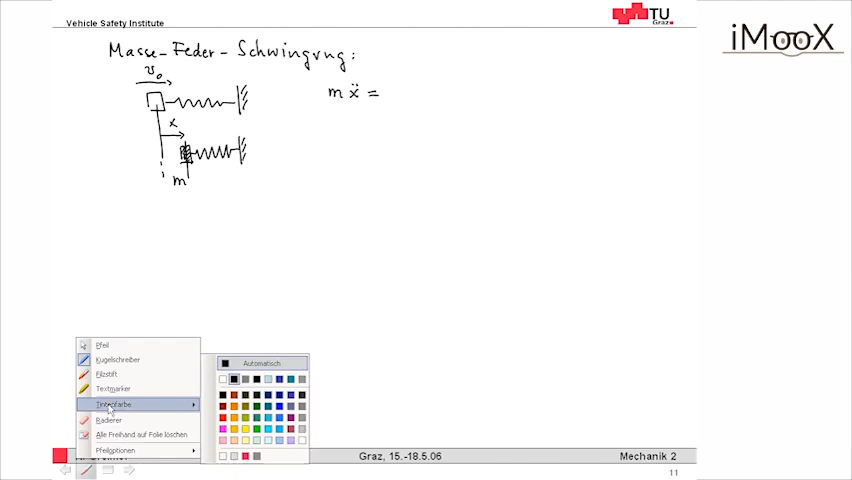 Vehicle Safety Institute
TU
Graz
iMooX
Masse-Feder-Schwingung:
v₀
m ẍ =
x
m
Pfeil
Kugelschreiber
Filzstift
Textmarker
Tintenfarbe
Automatisch
Radierer
Alle Freihand auf Folie löschen
Pfeiloptionen
Graz, 15.-18.5.06
Mechanik 2
11